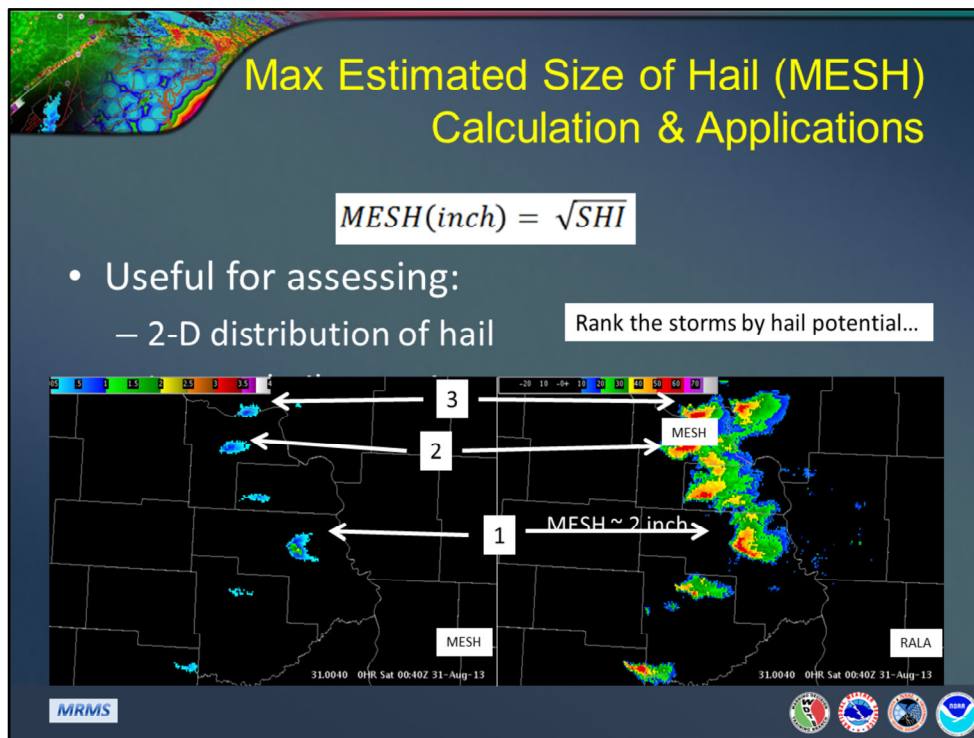 Max Estimated Size of Hail (MESH)
Calculation & Applications
MESH(inch) = √SHI
• Useful for assessing:
– 2-D distribution of hail
Rank the storms by hail potential…
.5 1 1.5 2 2.5 3 3.5 4
-20 10 -0+ 10 20 30 40 50 60 70
3
MESH
2
MESH ~ 2 inch
1
MESH
RALA
31.0040 0HR Sat 00:40Z 31-Aug-13
31.0040 0HR Sat 00:40Z 31-Aug-13
MRMS
NOAA